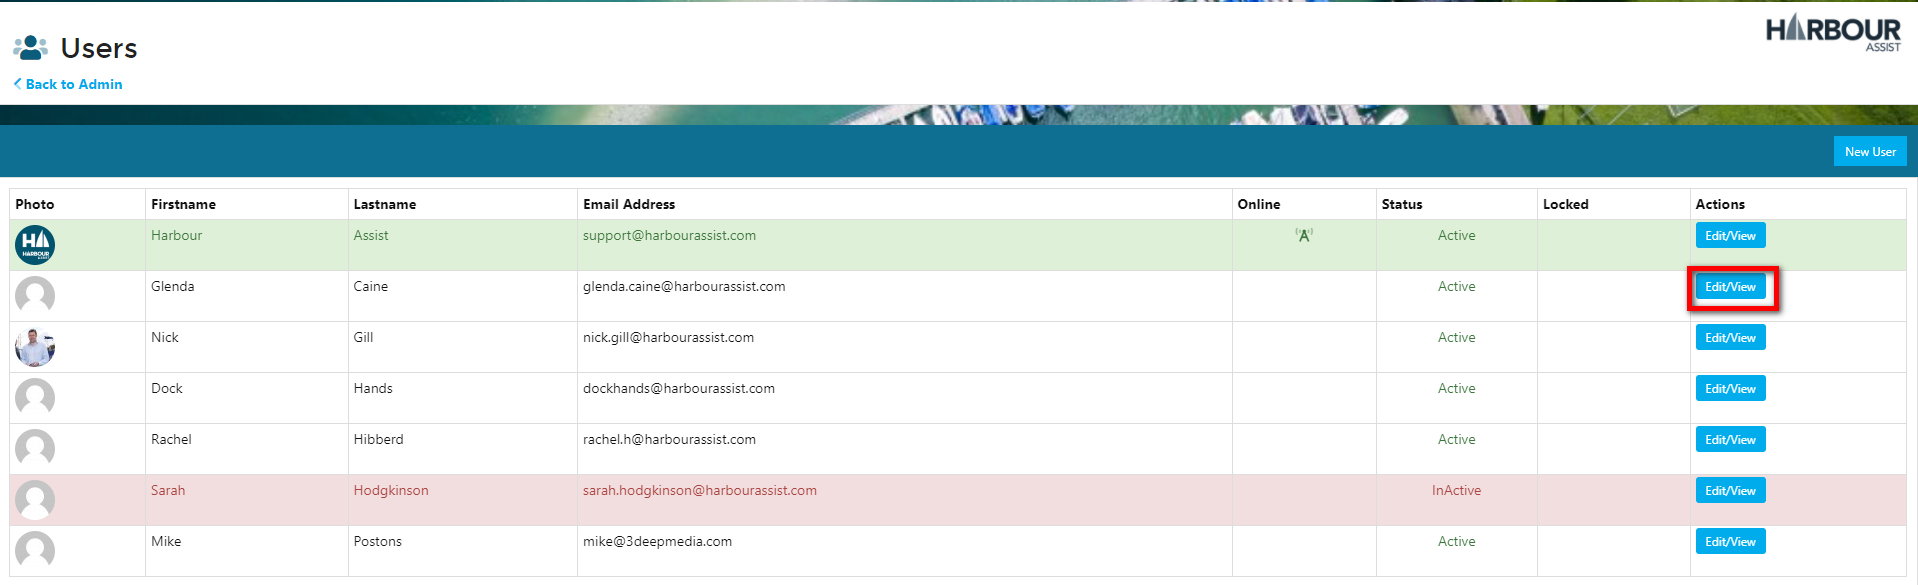 HARBOUR
ASSIST
Users
Back to Admin
New User
Photo Firstname Lastname Email Address Online Status Locked Actions
HA HARBOUR ASSIST Harbour Assist support@harbourassist.com A Active Edit/View
Glenda Caine glenda.caine@harbourassist.com Active Edit/View
Nick Gill nick.gill@harbourassist.com Active Edit/View
Dock Hands dockhands@harbourassist.com Active Edit/View
Rachel Hibberd rachel.h@harbourassist.com Active Edit/View
Sarah Hodgkinson sarah.hodgkinson@harbourassist.com InActive Edit/View
Mike Postons mike@3deepmedia.com Active Edit/View